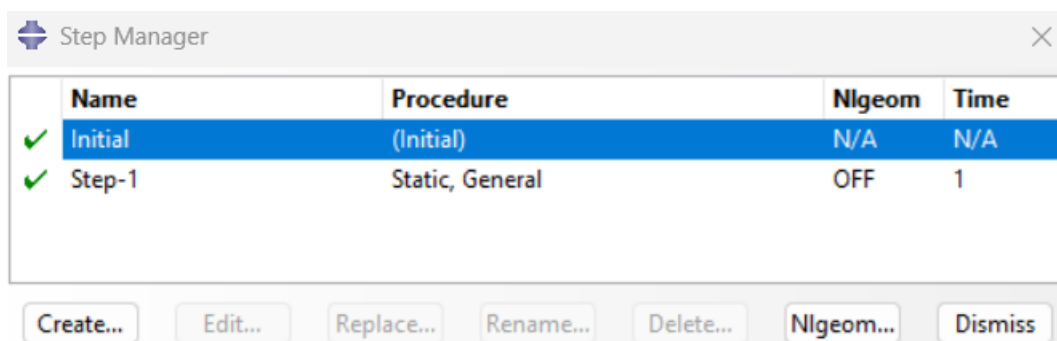 Step Manager
Name Procedure Nlgeom Time
Initial (Initial) N/A N/A
Step-1 Static, General OFF 1
Create... Edit... Replace... Rename... Delete... Nlgeom... Dismiss